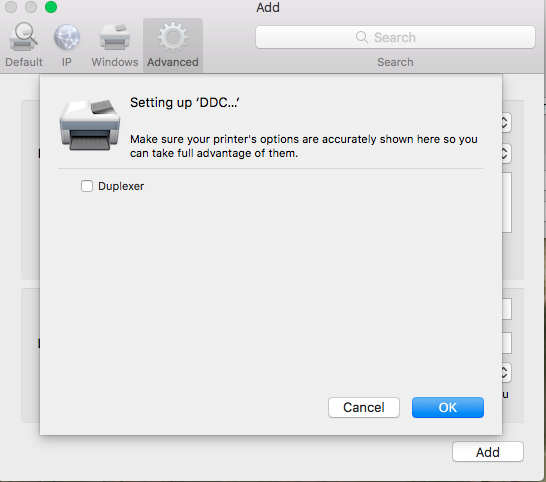 Add
Search
Default IP Windows Advanced Search
Setting up ‘DDC...’
Make sure your printer's options are accurately shown here so you
can take full advantage of them.
Duplexer
u
Cancel OK
Add